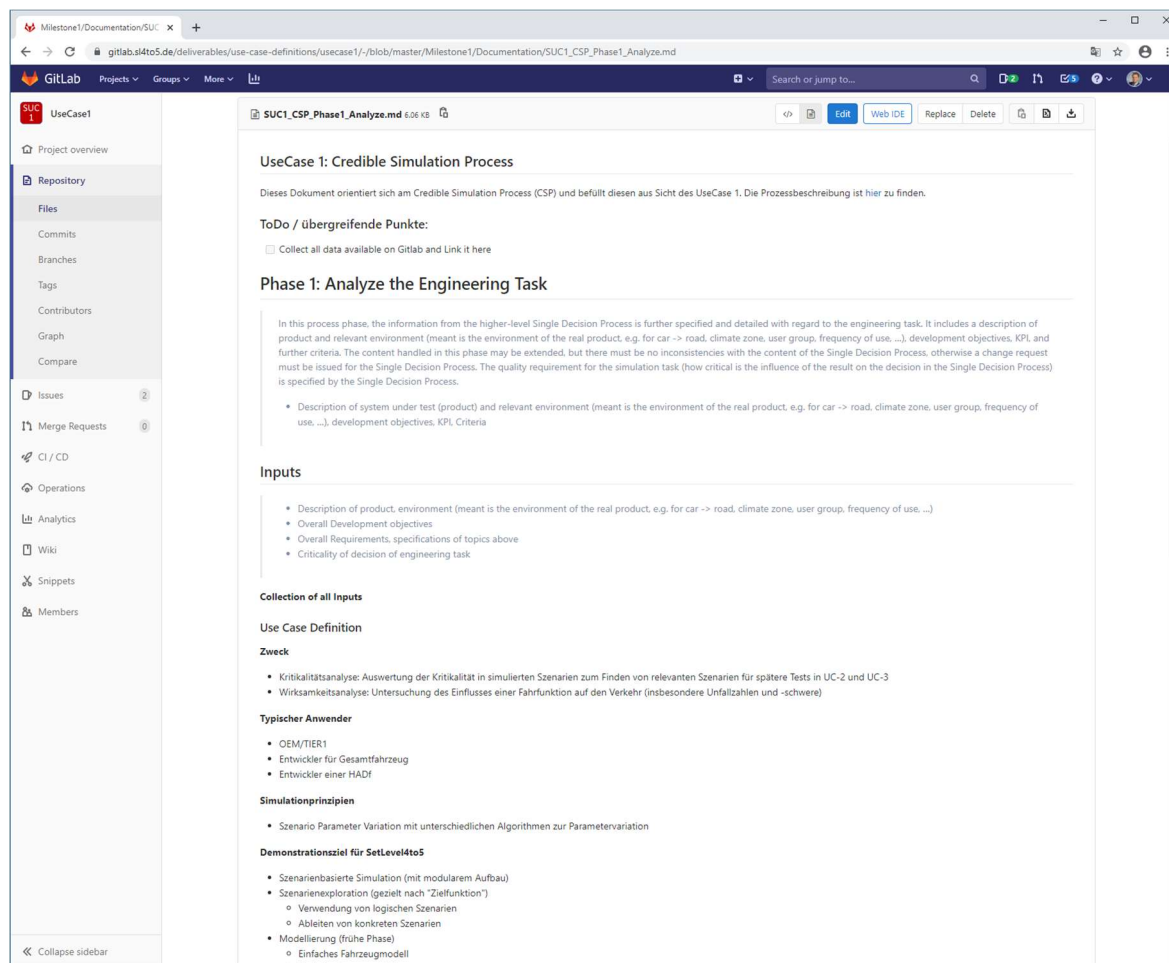 Milestone1/Documentation/SUC
gitlab.sl4to5.de/deliverables/use-case-definitions/usecase1/-/blob/master/Milestone1/Documentation/SUC1_CSP_Phase1_Analyze.md
GitLab Projects Groups More Search or jump to... 2 5
SUC 1 UseCase1
Project overview
Repository
Files
Commits
Branches
Tags
Contributors
Graph
Compare
Issues 2
Merge Requests 0
CI / CD
Operations
Analytics
Wiki
Snippets
Members
Collapse sidebar
SUC1_CSP_Phase1_Analyze.md 6.06 KB </> Edit Web IDE Replace Delete
UseCase 1: Credible Simulation Process
Dieses Dokument orientiert sich am Credible Simulation Process (CSP) und befüllt diesen aus Sicht des UseCase 1. Die Prozessbeschreibung ist hier zu finden.
ToDo / übergreifende Punkte:
Collect all data available on Gitlab and Link it here
Phase 1: Analyze the Engineering Task
In this process phase, the information from the higher-level Single Decision Process is further specified and detailed with regard to the engineering task. It includes a description of
product and relevant environment (meant is the environment of the real product, e.g. for car -> road, climate zone, user group, frequency of use, ...), development objectives, KPI, and
further criteria. The content handled in this phase may be extended, but there must be no inconsistencies with the content of the Single Decision Process, otherwise a change request
must be issued for the Single Decision Process. The quality requirement for the simulation task (how critical is the influence of the result on the decision in the Single Decision Process)
is specified by the Single Decision Process.
• Description of system under test (product) and relevant environment (meant is the environment of the real product, e.g. for car -> road, climate zone, user group, frequency of
use, ...), development objectives, KPI, Criteria
Inputs
• Description of product, environment (meant is the environment of the real product, e.g. for car -> road, climate zone, user group, frequency of use, ...)
• Overall Development objectives
• Overall Requirements, specifications of topics above
• Criticality of decision of engineering task
Collection of all Inputs
Use Case Definition
Zweck
• Kritikalitätsanalyse: Auswertung der Kritikalität in simulierten Szenarien zum Finden von relevanten Szenarien für spätere Tests in UC-2 und UC-3
• Wirksamkeitsanalyse: Untersuchung des Einflusses einer Fahrfunktion auf den Verkehr (insbesondere Unfallzahlen und -schwere)
Typischer Anwender
• OEM/TIER1
• Entwickler für Gesamtfahrzeug
• Entwickler einer HADf
Simulationprinzipien
• Szenario Parameter Variation mit unterschiedlichen Algorithmen zur Parametervariation
Demonstrationsziel für SetLevel4to5
• Szenarienbasierte Simulation (mit modularem Aufbau)
• Szenarienexploration (gezielt nach "Zielfunktion")
Verwendung von logischen Szenarien
Ableiten von konkreten Szenarien
• Modellierung (frühe Phase)
Einfaches Fahrzeugmodell